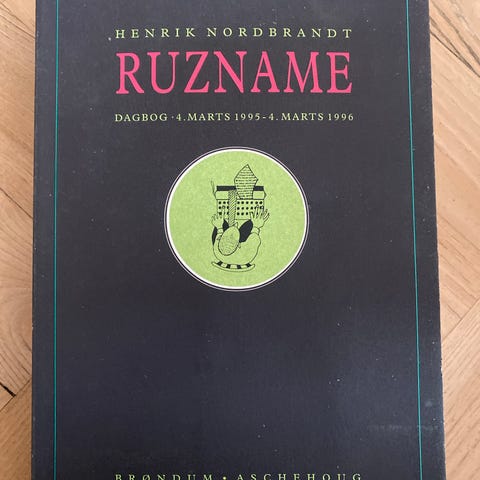 HENRIK NORDBRANDT
RUZNAME
DAGBOG · 4. MARTS 1995 - 4. MARTS 1996
BRØNDUM • ASCHEHOUG